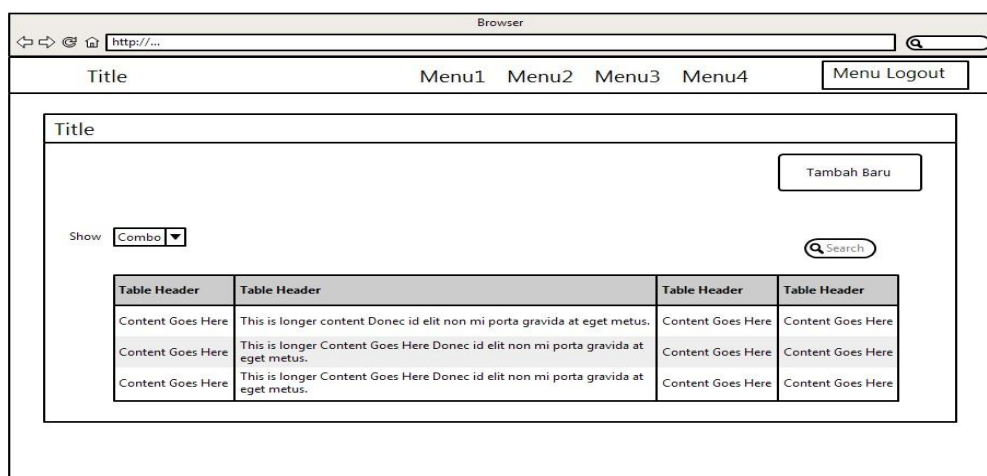 Browser
http://...
Title Menu1 Menu2 Menu3 Menu4 Menu Logout
Title
Tambah Baru
Show Combo
Search
Table Header Table Header Table Header Table Header
Content Goes Here This is longer content Donec id elit non mi porta gravida at eget metus. Content Goes Here Content Goes Here
Content Goes Here This is longer Content Goes Here Donec id elit non mi porta gravida at
eget metus. Content Goes Here Content Goes Here
Content Goes Here This is longer Content Goes Here Donec id elit non mi porta gravida at
eget metus. Content Goes Here Content Goes Here